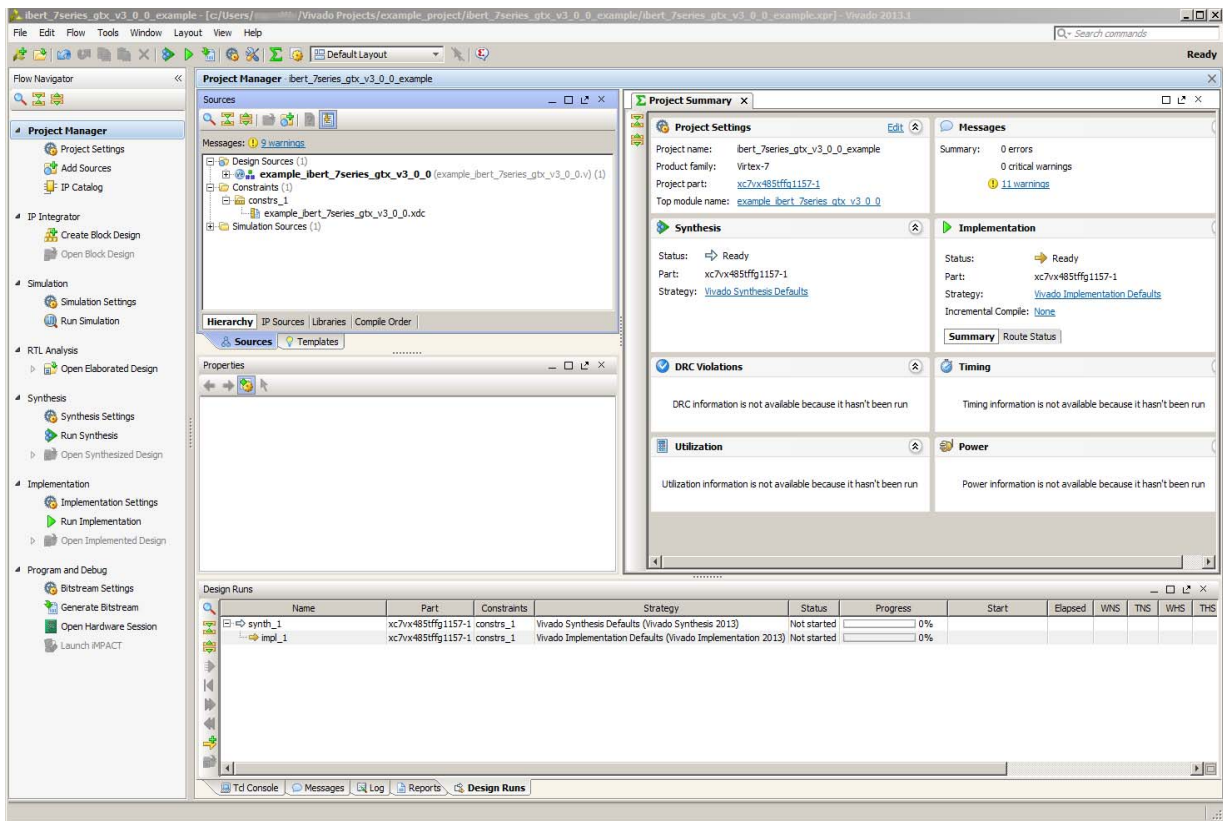 ibert_7series_gtx_v3_0_0_example - [c:/Users/ /Vivado Projects/example_project/ibert_7series_gtx_v3_0_0_example/ibert_7series_gtx_v3_0_0_example.xpr] - Vivado 2013.3
File Edit Flow Tools Window Layout View Help
Search commands
Default Layout
Ready
Flow Navigator
Project Manager
Project Settings
Add Sources
IP Catalog
IP Integrator
Create Block Design
Open Block Design
Simulation
Simulation Settings
Run Simulation
RTL Analysis
Open Elaborated Design
Synthesis
Synthesis Settings
Run Synthesis
Open Synthesized Design
Implementation
Implementation Settings
Run Implementation
Open Implemented Design
Program and Debug
Bitstream Settings
Generate Bitstream
Open Hardware Session
Launch iMPACT
Project Manager - ibert_7series_gtx_v3_0_0_example
Sources
Messages: 9 warnings
Design Sources (1)
example_ibert_7series_gtx_v3_0_0 (example_ibert_7series_gtx_v3_0_0.v) (1)
Constraints (1)
constrs_1
example_ibert_7series_gtx_v3_0_0.xdc
Simulation Sources (1)
Hierarchy IP Sources Libraries Compile Order
Sources Templates
Properties
Project Summary
Project Settings Edit
Project name: ibert_7series_gtx_v3_0_0_example
Product family: Virtex-7
Project part: xc7vx485tffg1157-1
Top module name: example_ibert_7series_gtx_v3_0_0
Messages
Summary: 0 errors
0 critical warnings
11 warnings
Synthesis
Status: Ready
Part: xc7vx485tffg1157-1
Strategy: Vivado Synthesis Defaults
Implementation
Status: Ready
Part: xc7vx485tffg1157-1
Strategy: Vivado Implementation Defaults
Incremental Compile: None
Summary Route Status
DRC Violations
DRC information is not available because it hasn't been run
Timing
Timing information is not available because it hasn't been run
Utilization
Utilization information is not available because it hasn't been run
Power
Power information is not available because it hasn't been run
Design Runs
Name Part Constraints Strategy Status Progress Start Elapsed WNS TNS WHS THS
synth_1 xc7vx485tffg1157-1 constrs_1 Vivado Synthesis Defaults (Vivado Synthesis 2013) Not started 0%
impl_1 xc7vx485tffg1157-1 constrs_1 Vivado Implementation Defaults (Vivado Implementation 2013) Not started 0%
Tcl Console Messages Log Reports Design Runs